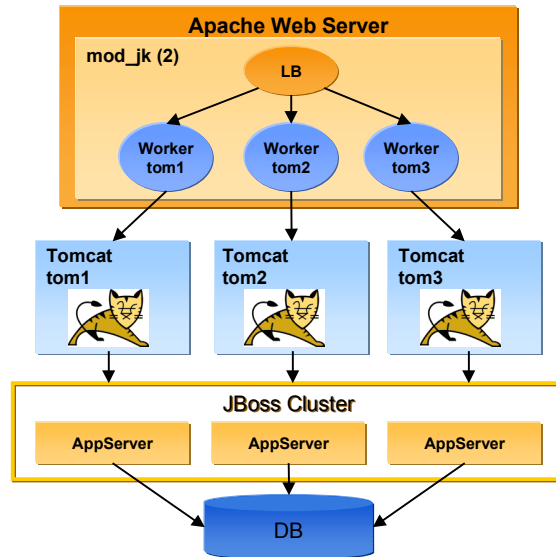 Apache Web Server
mod_jk (2)
LB
Worker
tom1
Worker
tom2
Worker
tom3
Tomcat
tom1
Tomcat
tom2
Tomcat
tom3
JBoss Cluster
AppServer
AppServer
AppServer
DB